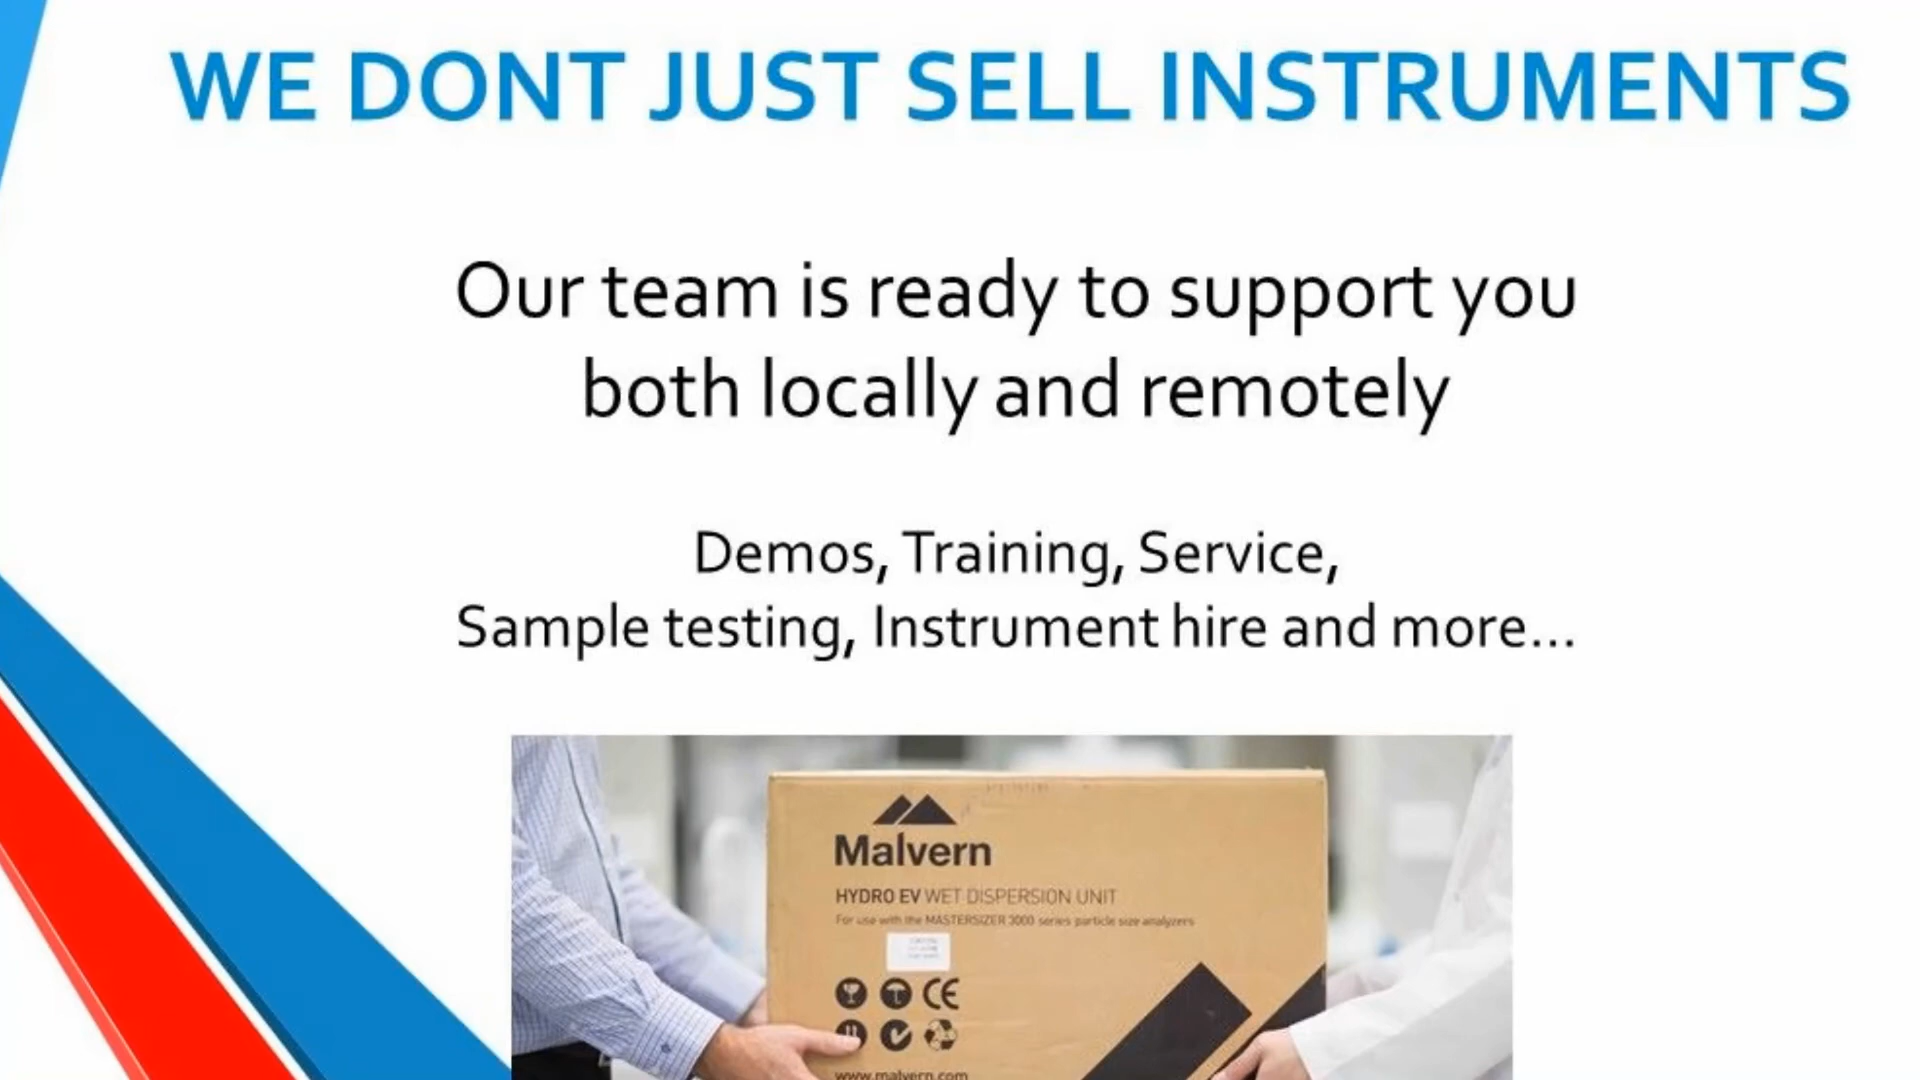 WE DONT JUST SELL INSTRUMENTS
Our team is ready to support you
both locally and remotely
Demos, Training, Service,
Sample testing, Instrument hire and more...
Malvern
HYDRO EV WET DISPERSION UNIT
For use with the MASTERSIZER 3000 series particle size analyzers
CE
www.malvern.com